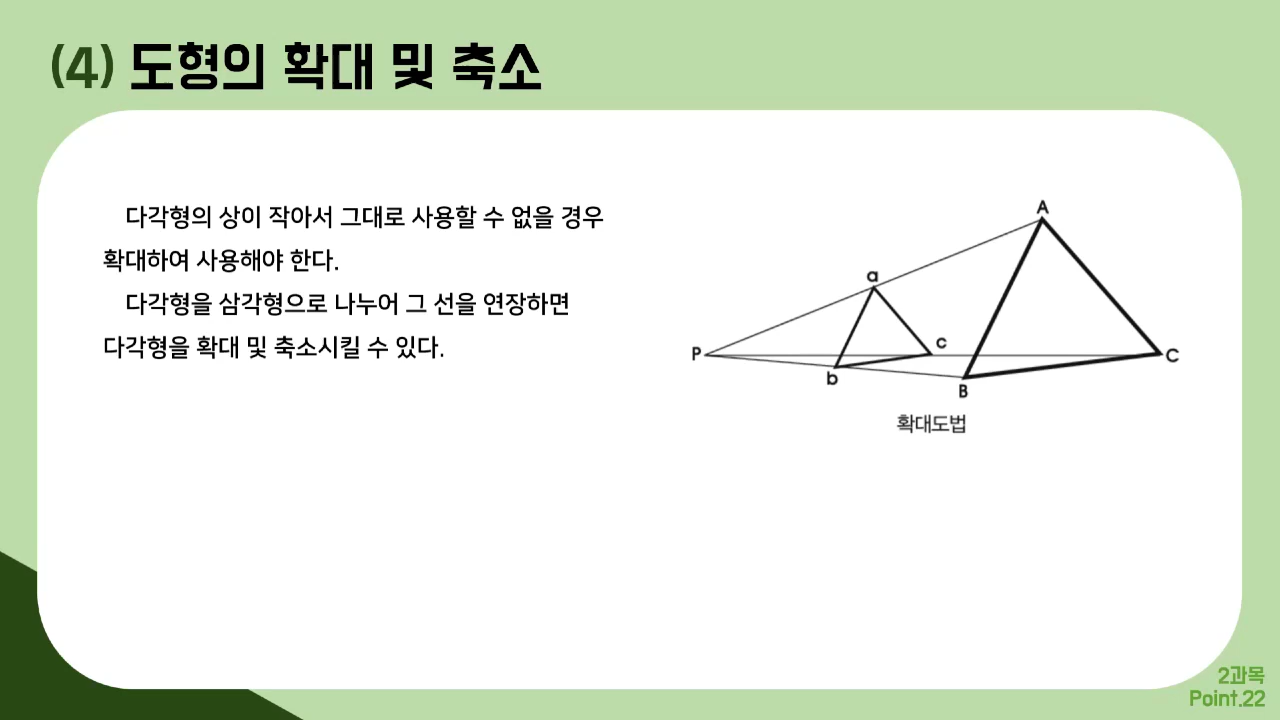 (4) 도형의 확대 및 축소
다각형의 상이 작아서 그대로 사용할 수 없을 경우
확대하여 사용해야 한다.
다각형을 삼각형으로 나누어 그 선을 연장하면
다각형을 확대 및 축소시킬 수 있다.
A
a
c
P
C
b
B
확대도법
2과목
Point.22